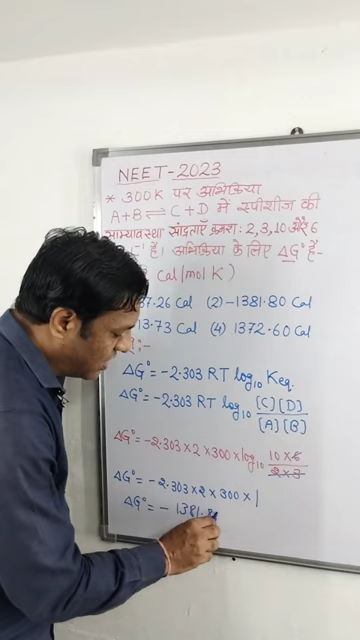 NEET-2023
* 300K पर अभिक्रिया
A+B ⇌ C+D में स्पीशीज की
साम्यावस्था सांद्रताएँ क्रमश: 2,3,10 और 6
L⁻¹ हैं। अभिक्रिया के लिए ΔG° है-
Cal/mol K)
37.26 Cal (2) -1381.80 Cal
13.73 Cal (4) 1372.60 Cal
:-
ΔG° = -2.303 RT log₁₀ Keq.
ΔG° = -2.303 RT log₁₀ [C][D]/[A][B]
ΔG° = -2.303×2×300×log₁₀ 10×6/2×3
ΔG° = -2.303×2×300×1
ΔG° = - 1381.8